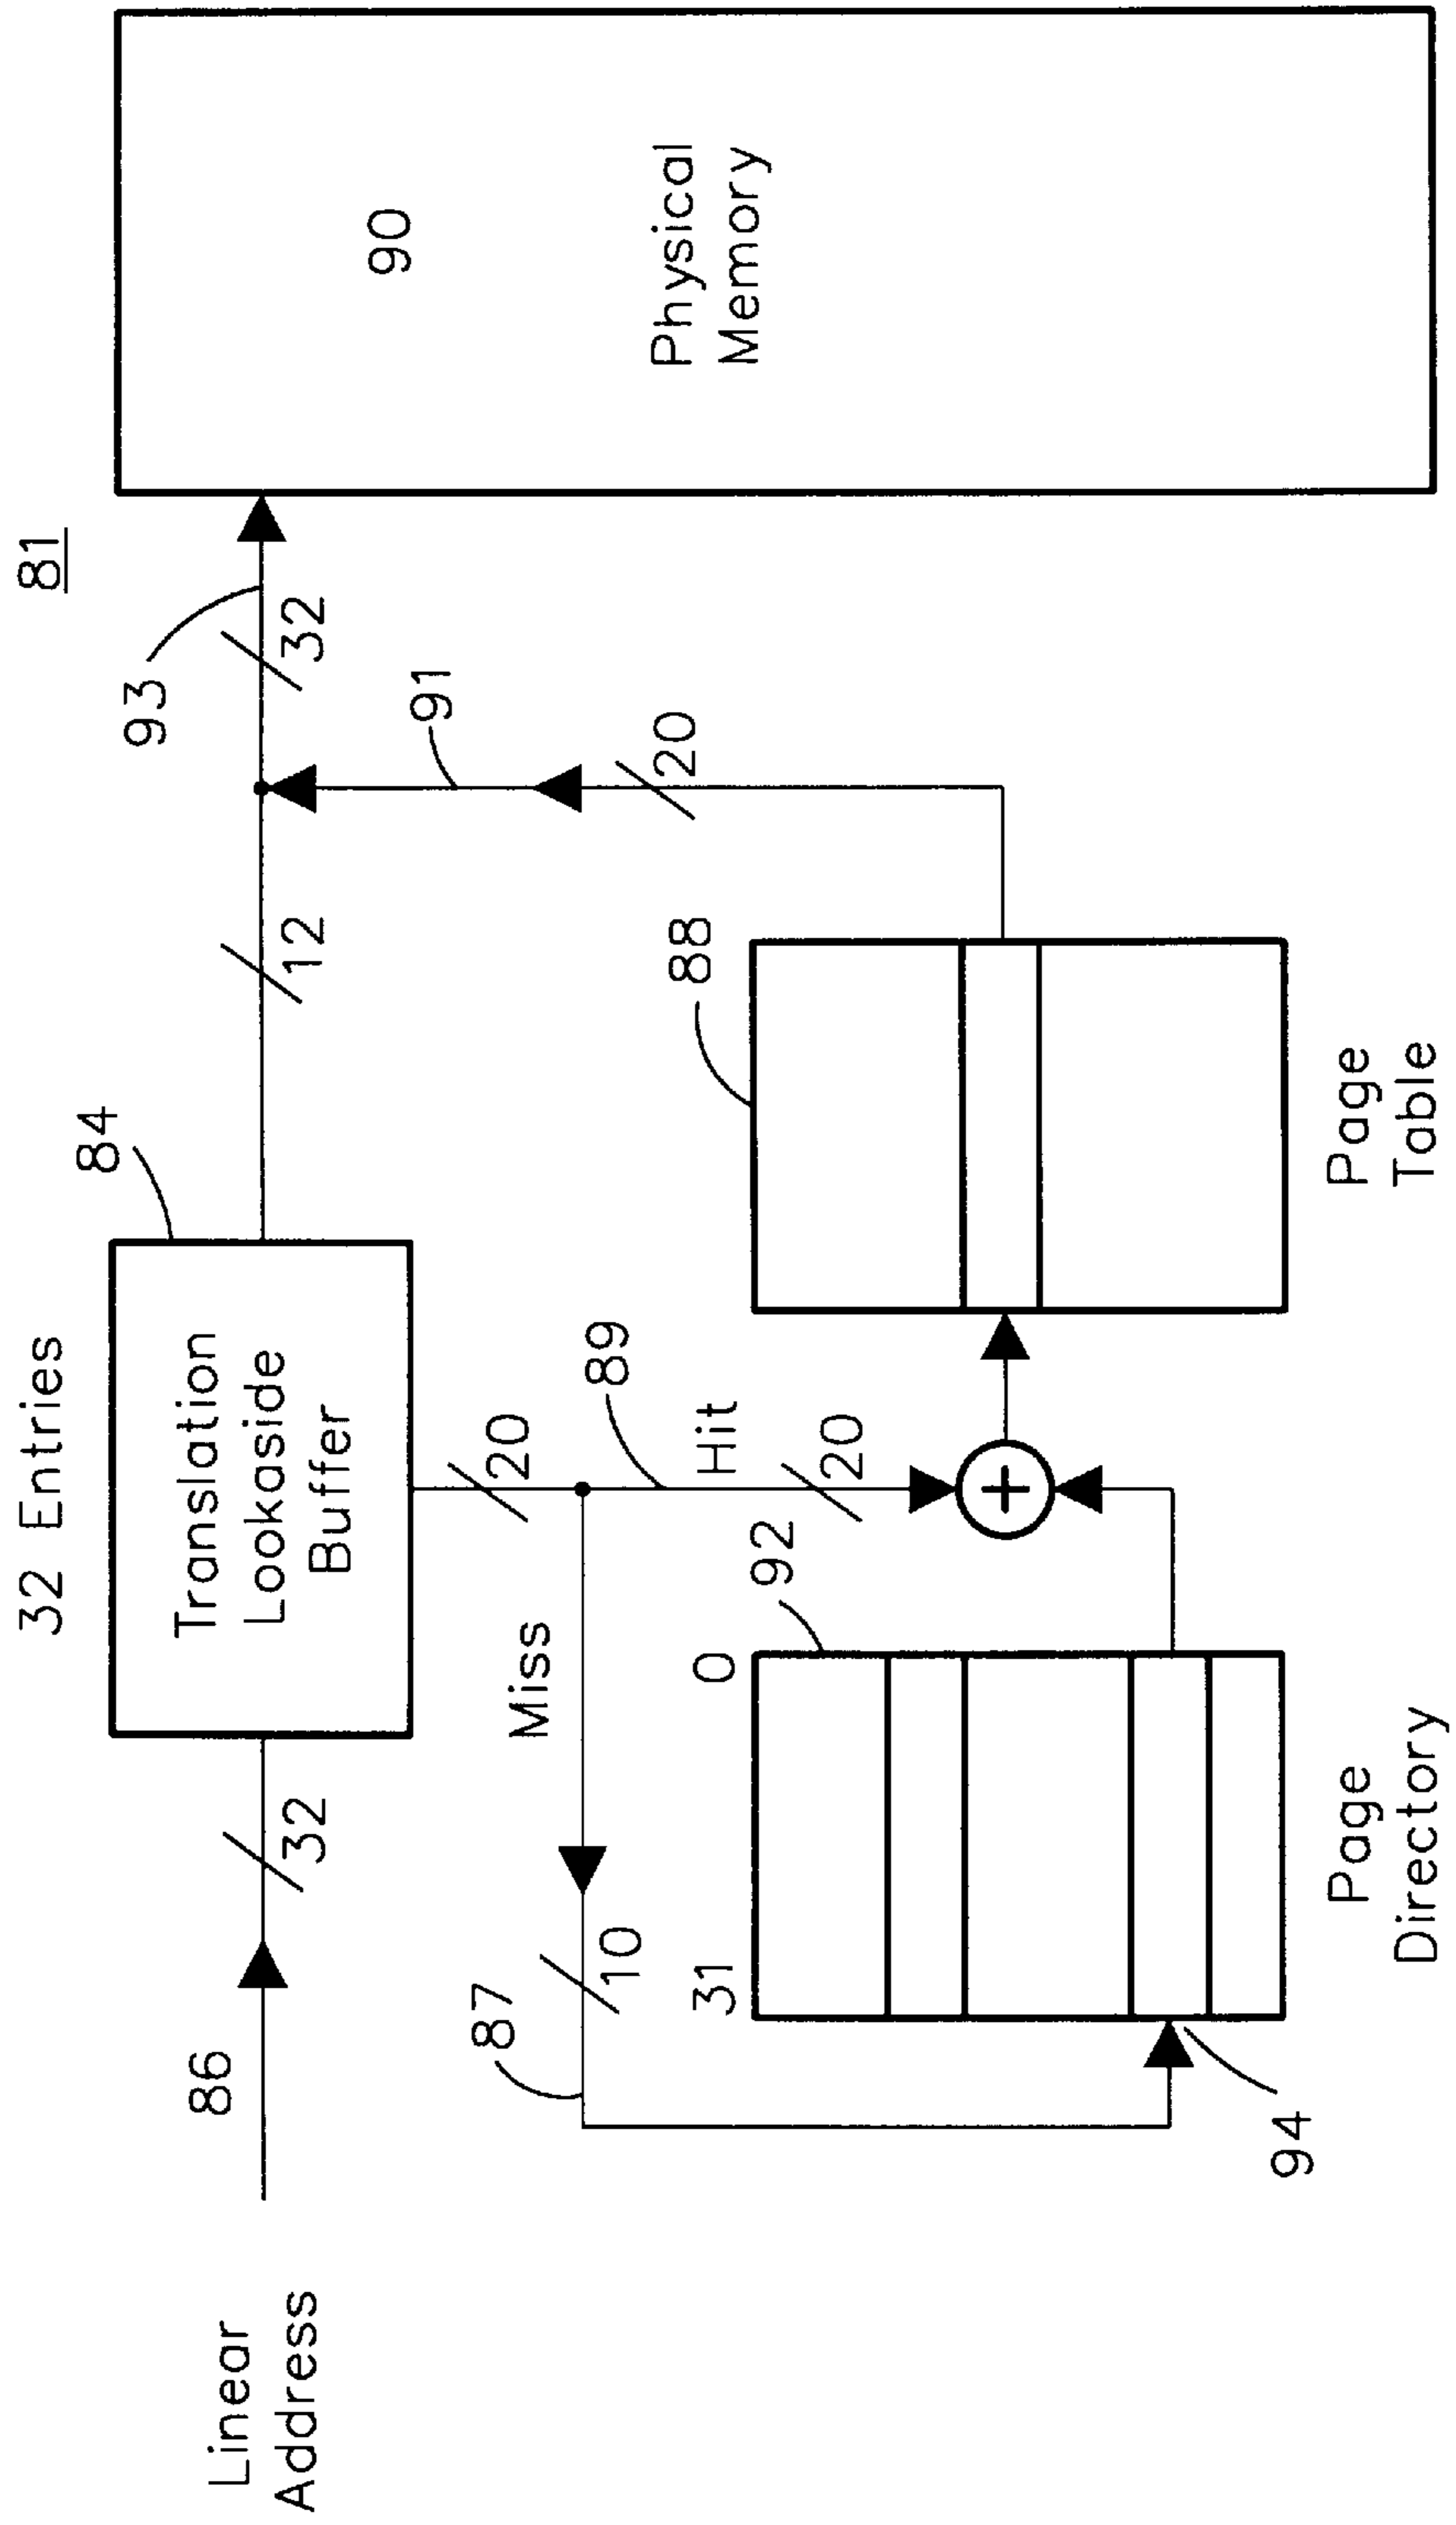 81
32 Entries
84
Translation
Lookaside
Buffer
Linear
Address
86
32
12
93
32
90
Physical
Memory
91
20
20
Miss
89
Hit
20
87
10
31
0
92
88
94
Page
Directory
Page
Table